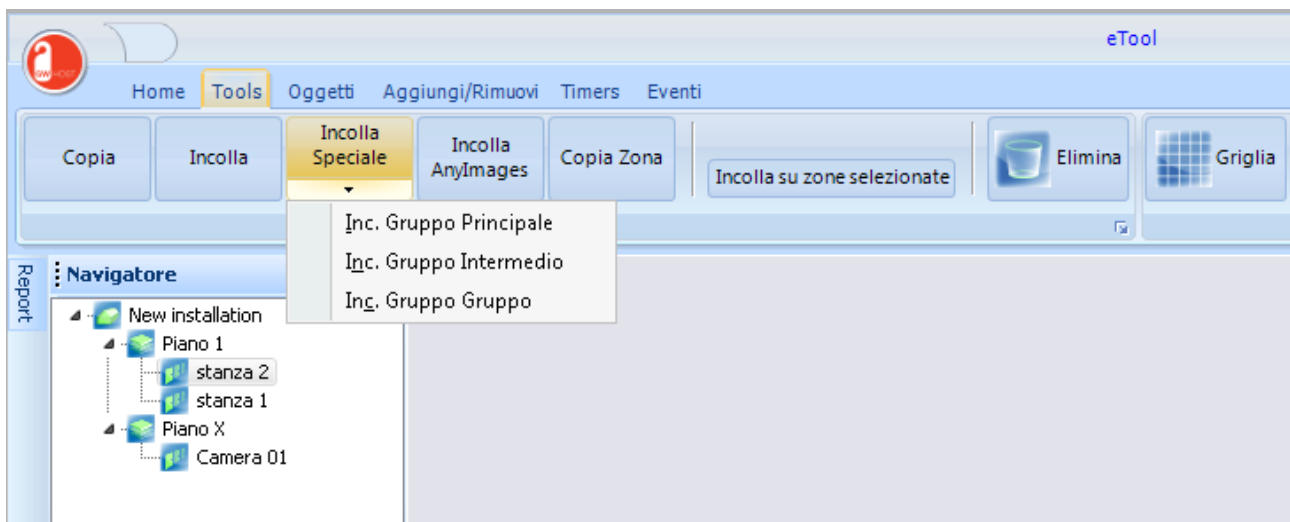 eTool
GW HOST
Home Tools Oggetti Aggiungi/Rimuovi Timers Eventi
Copia
Incolla
Incolla
Speciale
Incolla
AnyImages
Copia Zona
Incolla su zone selezionate
Elimina
Griglia
Inc. Gruppo Principale
Inc. Gruppo Intermedio
Inc. Gruppo Gruppo
Report
Navigatore
New installation
Piano 1
stanza 2
stanza 1
Piano X
Camera 01